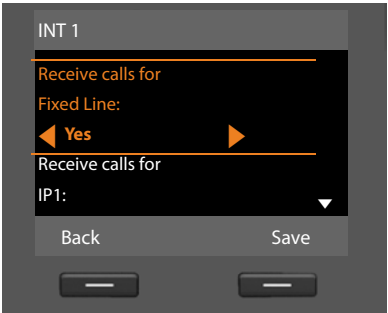 INT 1
Receive calls for
Fixed Line:
Yes
Receive calls for
IP1:
Back Save